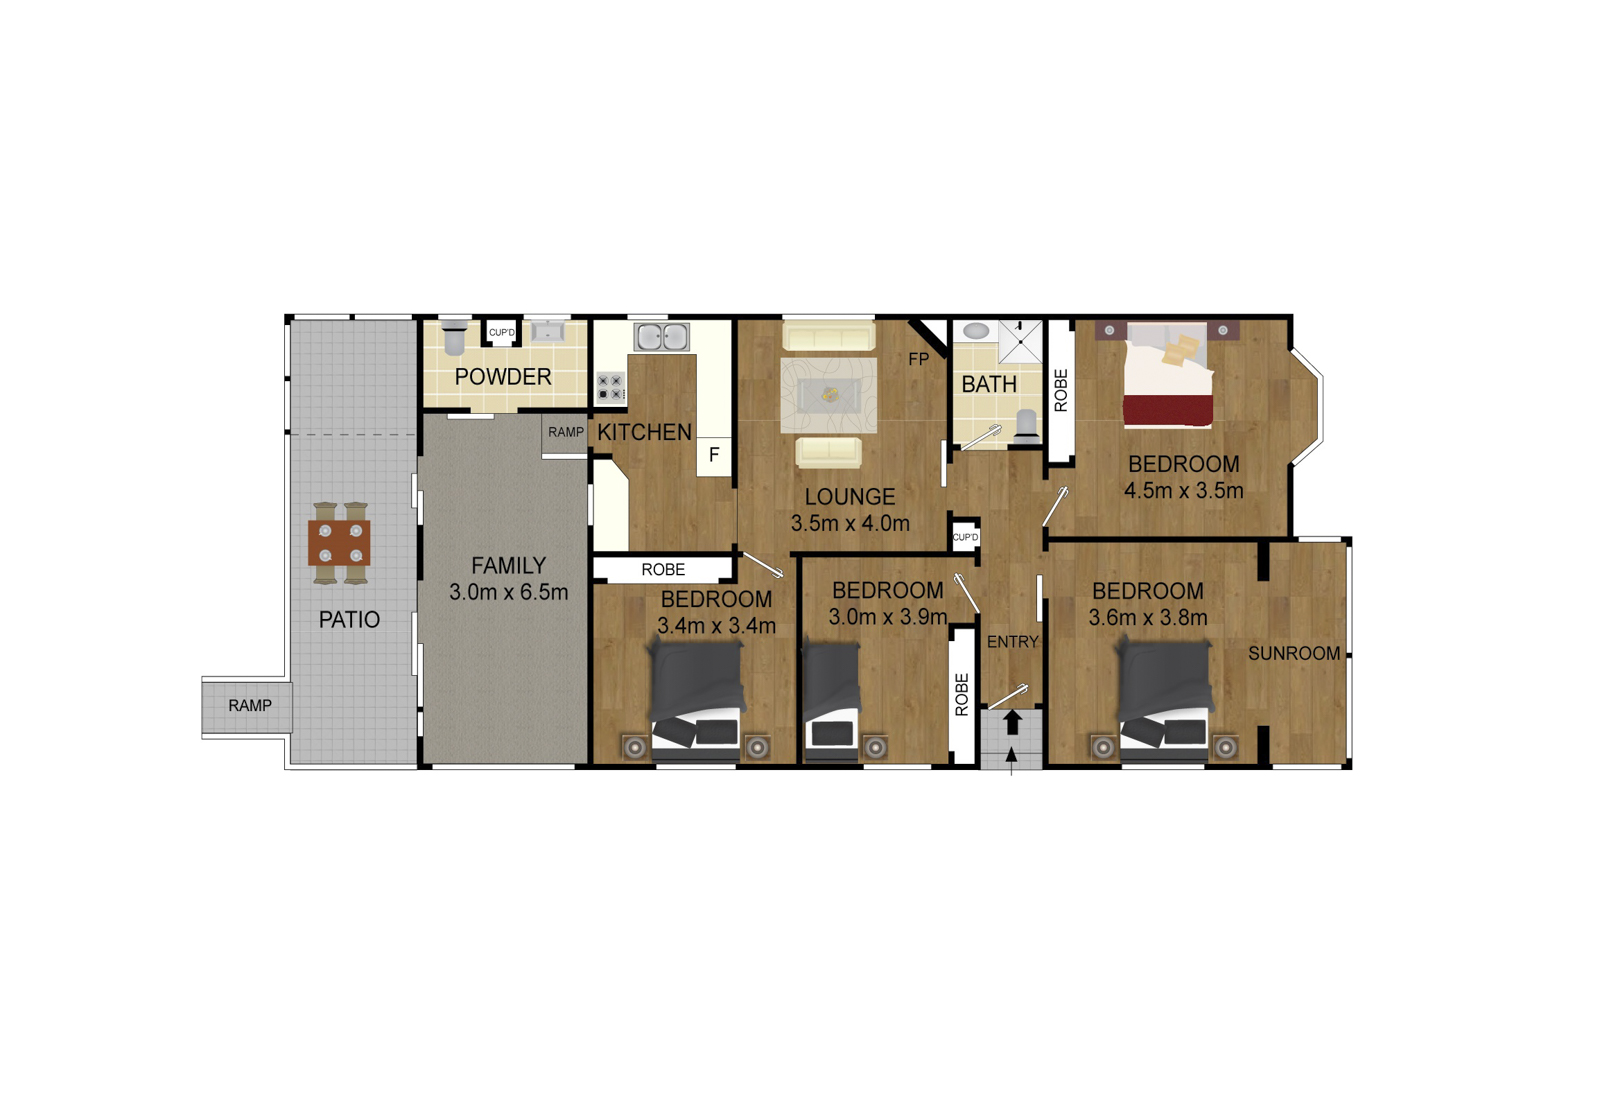 CUP'D
POWDER
RAMP
KITCHEN
F
FP
LOUNGE
3.5m x 4.0m
BATH
ROBE
BEDROOM
4.5m x 3.5m
CUP'D
FAMILY
3.0m x 6.5m
PATIO
RAMP
ROBE
BEDROOM
3.4m x 3.4m
BEDROOM
3.0m x 3.9m
ROBE
ENTRY
BEDROOM
3.6m x 3.8m
SUNROOM